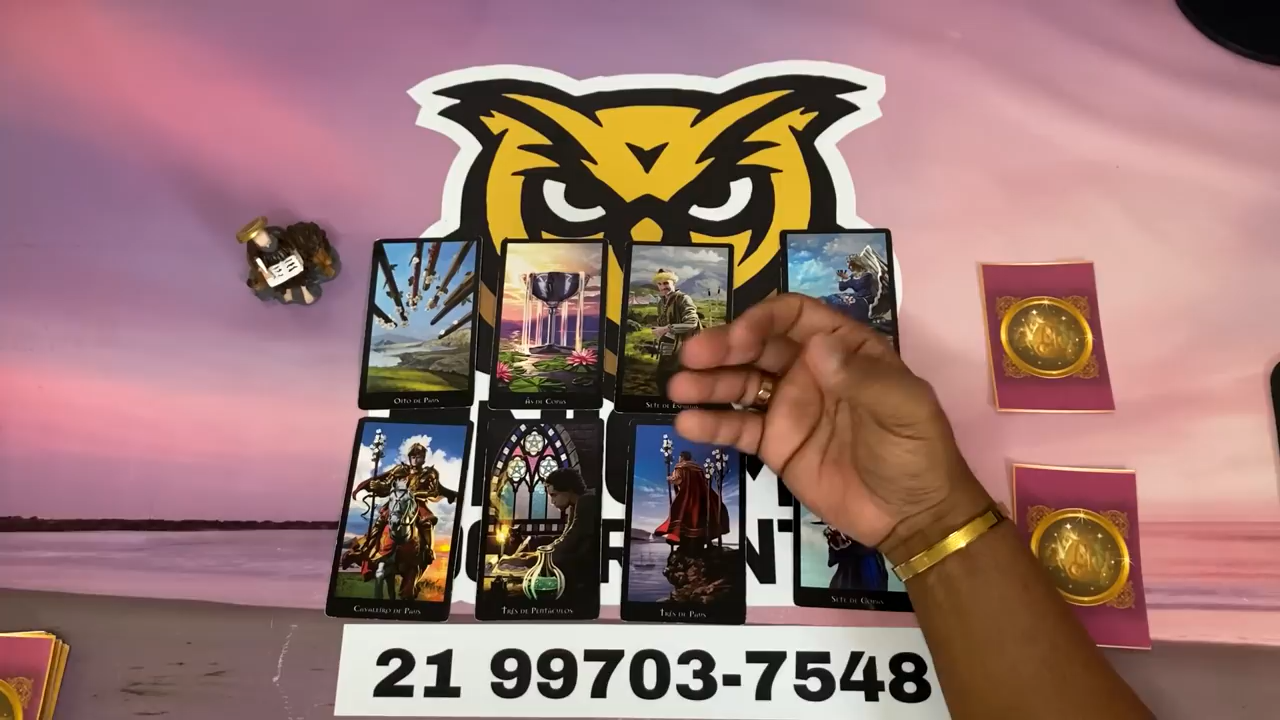 Oito de Paus
Ás de Copas
Sete de
Cavaleiro de Paus
Três de Pentáculos
Três de Paus
Sete de Copas
21 99703-7548